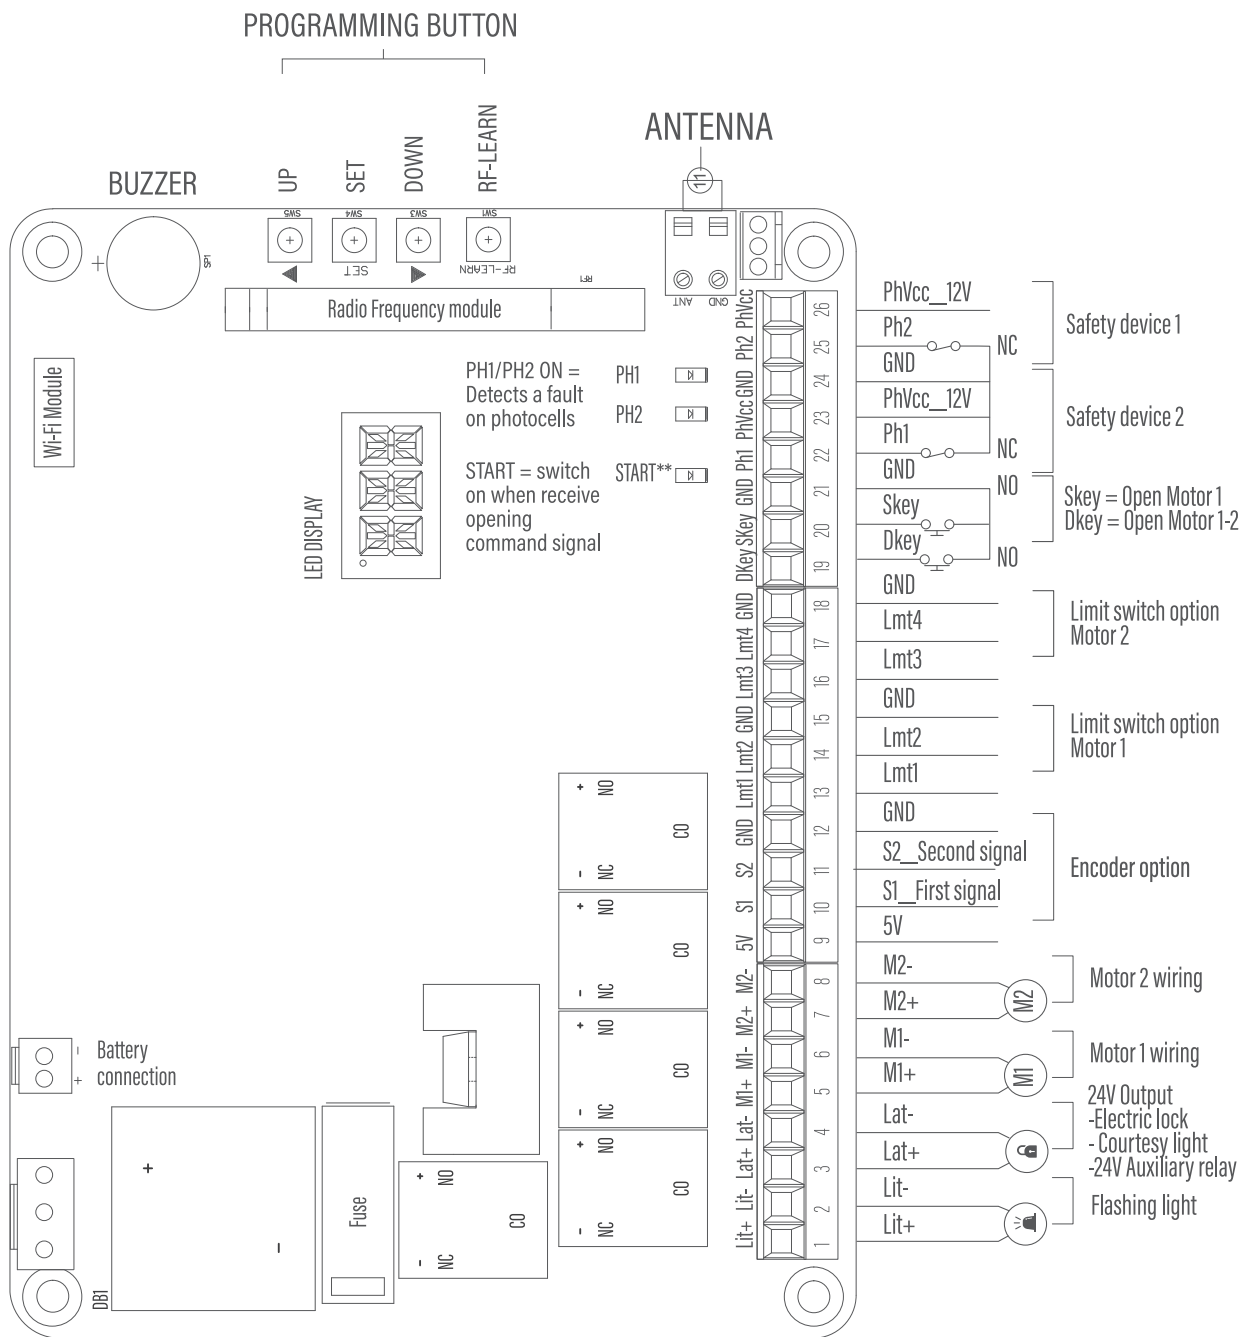 PROGRAMMING BUTTON
BUZZER
UP
SET
DOWN
RF-LEARN
ANTENNA
11
SW5
SW4
SW3
SW1
SET
RF-LEARN
LS1
RF1
ANT
GND
Radio Frequency module
Wi-Fi Module
PH1/PH2 ON =
Detects a fault
on photocells
PH1
PH2
START = switch
on when receive
opening
command signal
START**
LED DISPLAY
PhVcc 26 PhVcc_12V
Ph2 25 Ph2
GND 24 GND
NC
Safety device 1
PhVcc 23 PhVcc_12V
Ph1 22 Ph1
GND 21 GND
NC
Safety device 2
NO
SKey 20 Skey
DKey 19 Dkey
NO
Skey = Open Motor 1
Dkey = Open Motor 1-2
GND 18 GND
Lmt4 17 Lmt4
Lmt3 16 Lmt3
Limit switch option
Motor 2
GND 15 GND
Lmt2 14 Lmt2
Lmt1 13 Lmt1
Limit switch option
Motor 1
GND 12 GND
S2 11 S2_Second signal
S1 10 S1_First signal
5V 9 5V
Encoder option
M2- 8 M2-
M2+ 7 M2+
M2
Motor 2 wiring
M1- 6 M1-
M1+ 5 M1+
M1
Motor 1 wiring
Lat- 4 Lat-
Lat+ 3 Lat+
24V Output
-Electric lock
- Courtesy light
-24V Auxiliary relay
Lit- 2 Lit-
Lit+ 1 Lit+
Flashing light
+ NO
CO
- NC
+ NO
CO
- NC
+ NO
CO
- NC
+ NO
CO
- NC
+ NO
CO
- NC
- Battery
+ connection
+
-
DB1
Fuse